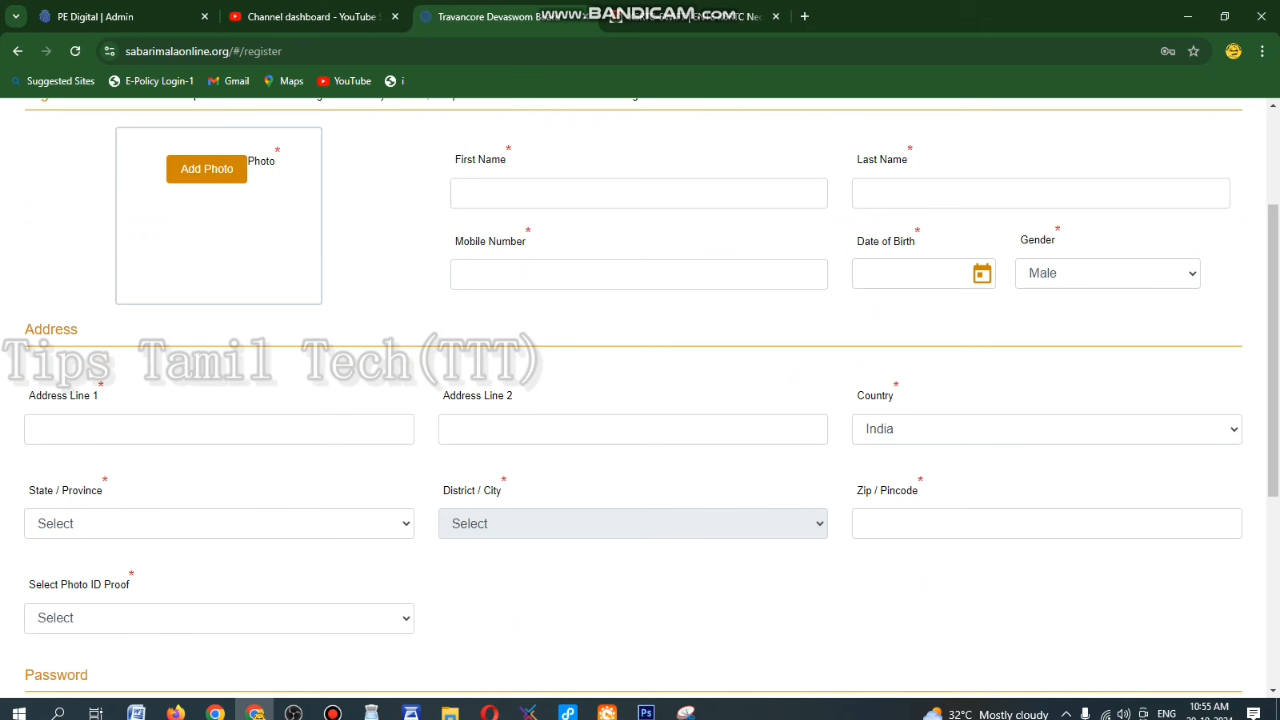 www.BANDICAM.com
PE Digital | Admin
Channel dashboard - YouTube
Travancore Devaswom B
sabarimalaonline.org/#/register
Suggested Sites
E-Policy Login-1
Gmail
Maps
YouTube
i
Add Photo
Photo *
First Name *
Last Name *
Mobile Number *
Date of Birth *
Gender *
Male
Address
Tips Tamil Tech(TTT)
Address Line 1 *
Address Line 2
Country *
India
State / Province *
District / City *
Zip / Pincode *
Select
Select
Select Photo ID Proof *
Select
Password
32°C Mostly cloudy
ENG
10:55 AM